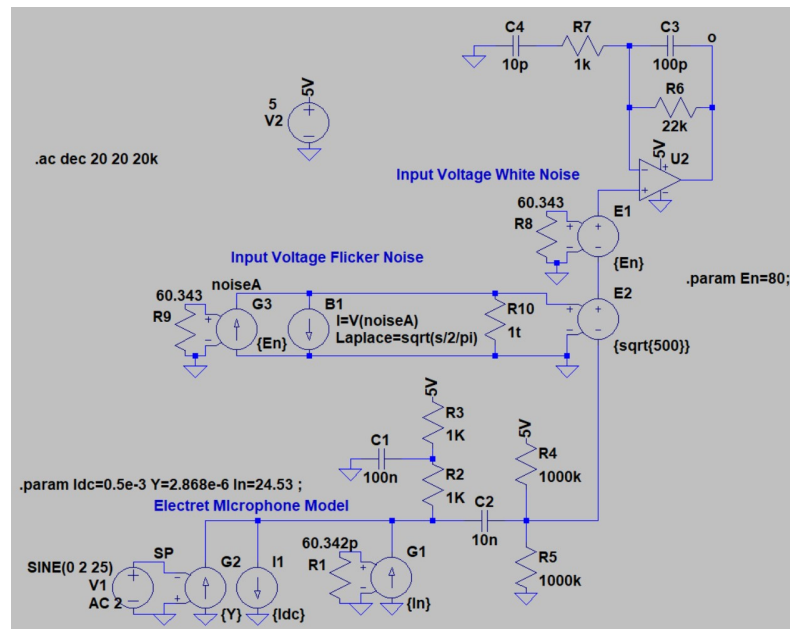 C4
R7
C3
o
10p
1k
100p
R6
22k
5V
U2
5V
5
V2
.ac dec 20 20 20k
Input Voltage White Noise
60.343
R8
E1
{En}
Input Voltage Flicker Noise
.param En=80;
noiseA
60.343
R9
G3
{En}
B1
I=V(noiseA)
Laplace=sqrt(s/2/pi)
R10
1t
E2
{sqrt{500}}
5V
R3
1K
5V
C1
100n
R4
1000k
R2
1K
.param Idc=0.5e-3 Y=2.868e-6 In=24.53 ;
C2
10n
Electret MIcrophone Model
60.342p
R1
G1
{In}
R5
1000k
SINE(0 2 25)
V1
AC 2
SP
G2
{Y}
I1
{Idc}